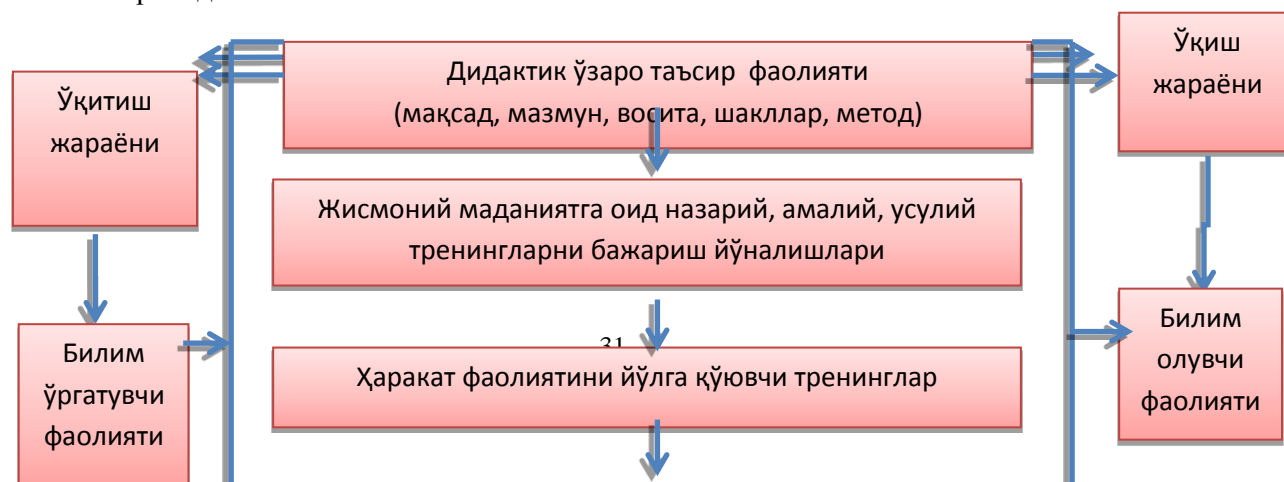 Дидактик ўзаро таъсир фаолияти
(мақсад, мазмун, восита, шакллар, метод)
Ўқиш
жараёни
Ўқитиш
жараёни
Жисмоний маданиятга оид назарий, амалий, усулий
тренингларни бажариш йўналишлари
31
Ҳаракат фаолиятини йўлга қўювчи тренинглар
Билим
ўргатувчи
фаолияти
Билим
олувчи
фаолияти